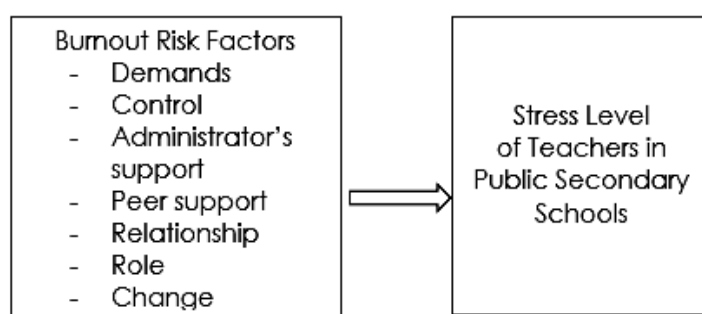 Burnout Risk Factors
- Demands
- Control
- Administrator's
support
- Peer support
- Relationship
- Role
- Change
Stress Level
of Teachers in
Public Secondary
Schools